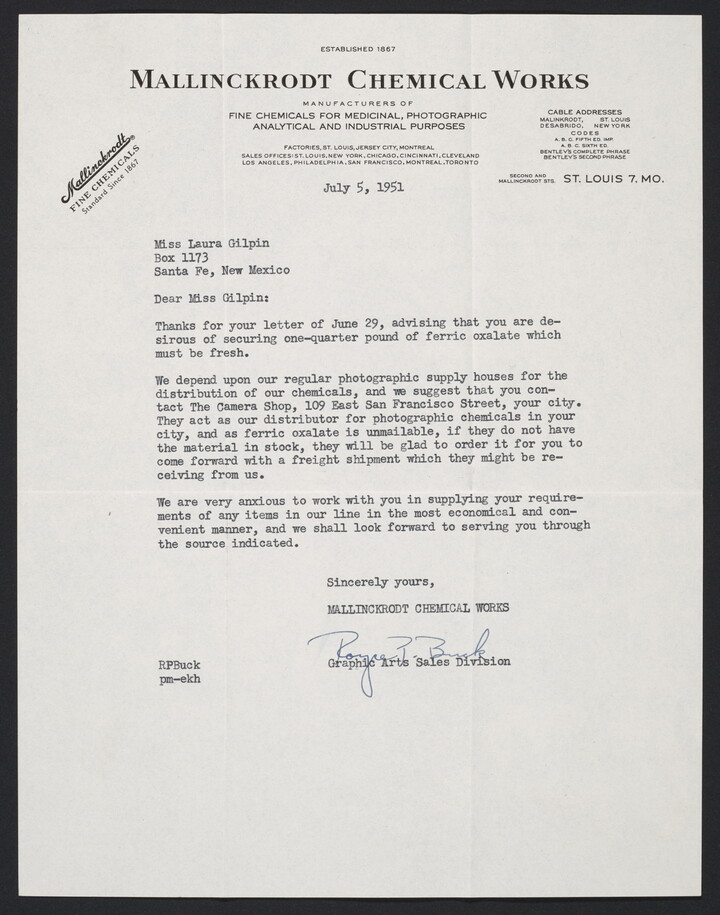 ESTABLISHED 1867
MALLINCKRODT CHEMICAL WORKS
MANUFACTURERS OF
FINE CHEMICALS FOR MEDICINAL, PHOTOGRAPHIC
ANALYTICAL AND INDUSTRIAL PURPOSES
FACTORIES, ST. LOUIS, JERSEY CITY, MONTREAL
SALES OFFICES: ST. LOUIS, NEW YORK, CHICAGO, CINCINNATI, CLEVELAND
LOS ANGELES, PHILADELPHIA, SAN FRANCISCO, MONTREAL, TORONTO
CABLE ADDRESSES
MALINKRODT, ST. LOUIS
DESABRIDO, NEW YORK
CODES
A. B. C. FIFTH ED. IMP.
A. B. C. SIXTH ED.
BENTLEY'S COMPLETE PHRASE
BENTLEY'S SECOND PHRASE
SECOND AND
MALLINCKRODT STS. ST. LOUIS 7, MO.
Mallinckrodt®
FINE CHEMICALS
Standard Since 1867
July 5, 1951
Miss Laura Gilpin
Box 1173
Santa Fe, New Mexico
Dear Miss Gilpin:
Thanks for your letter of June 29, advising that you are de-
sirous of securing one-quarter pound of ferric oxalate which
must be fresh.
We depend upon our regular photographic supply houses for the
distribution of our chemicals, and we suggest that you con-
tact The Camera Shop, 109 East San Francisco Street, your city.
They act as our distributor for photographic chemicals in your
city, and as ferric oxalate is unmailable, if they do not have
the material in stock, they will be glad to order it for you to
come forward with a freight shipment which they might be re-
ceiving from us.
We are very anxious to work with you in supplying your require-
ments of any items in our line in the most economical and con-
venient manner, and we shall look forward to serving you through
the source indicated.
Sincerely yours,
MALLINCKRODT CHEMICAL WORKS
Royce P. Buck
Graphic Arts Sales Division
RPBuck
pm-ekh